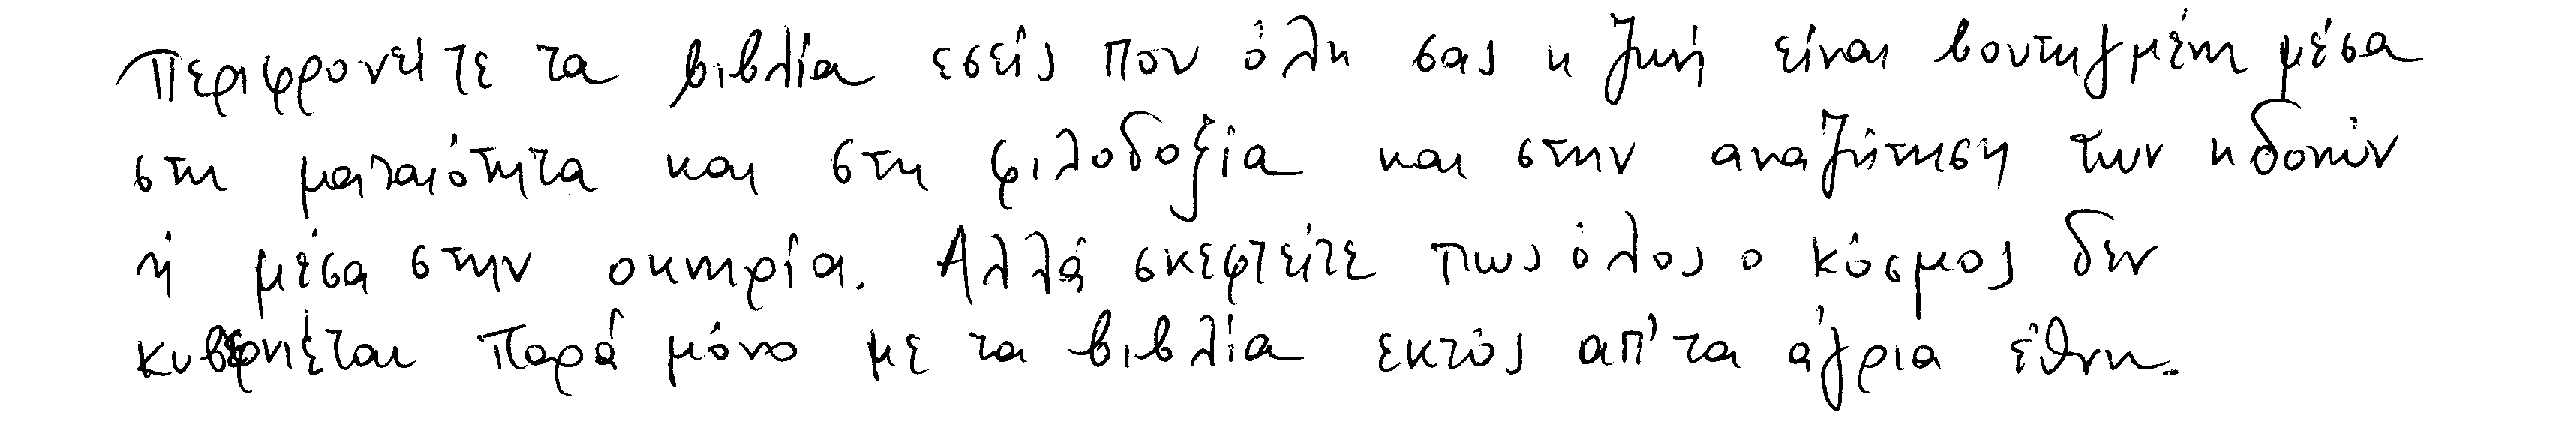 Περιφρονείτε τα βιβλία εσείς που όλη σας η ζωή είναι βουτηγμένη μέσα
στη ματαιότητα και στη φιλοδοξία και στην αναζήτηση των ηδονών
ή μέσα στην οκνηρία. Αλλά σκεφτείτε πως όλος ο κόσμος δεν
κυβερνιέται παρά μόνο με τα βιβλία εκτός απ' τα άγρια έθνη.